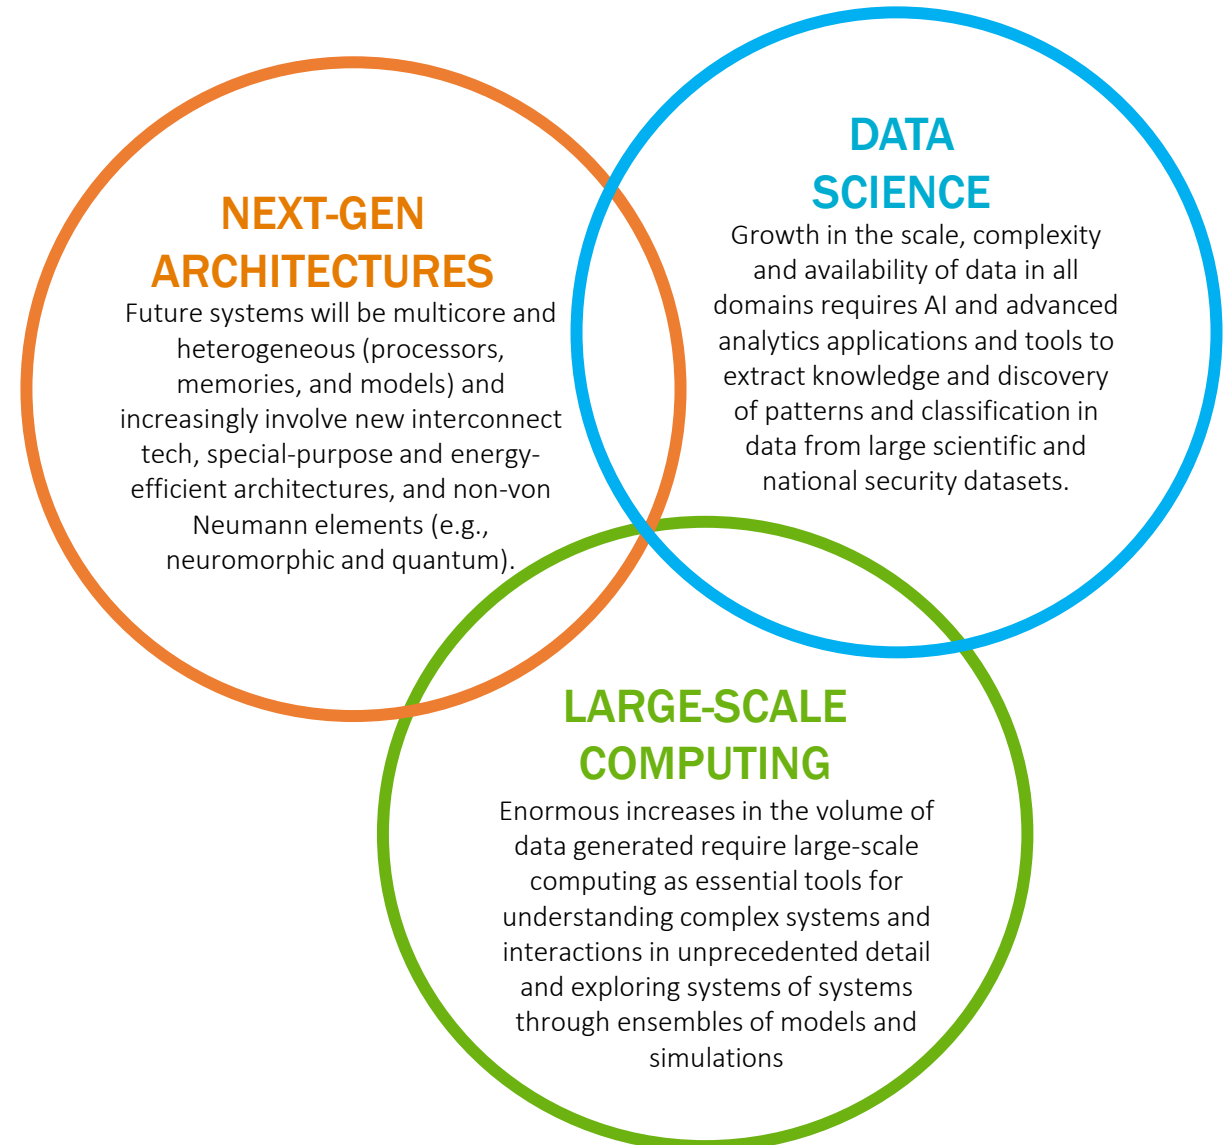 NEXT-GEN
ARCHITECTURES
Future systems will be multicore and
heterogeneous (processors,
memories, and models) and
increasingly involve new interconnect
tech, special-purpose and energy-
efficient architectures, and non-von
Neumann elements (e.g.,
neuromorphic and quantum).
DATA
SCIENCE
Growth in the scale, complexity
and availability of data in all
domains requires AI and advanced
analytics applications and tools to
extract knowledge and discovery
of patterns and classification in
data from large scientific and
national security datasets.
LARGE-SCALE
COMPUTING
Enormous increases in the volume of
data generated require large-scale
computing as essential tools for
understanding complex systems and
interactions in unprecedented detail
and exploring systems of systems
through ensembles of models and
simulations